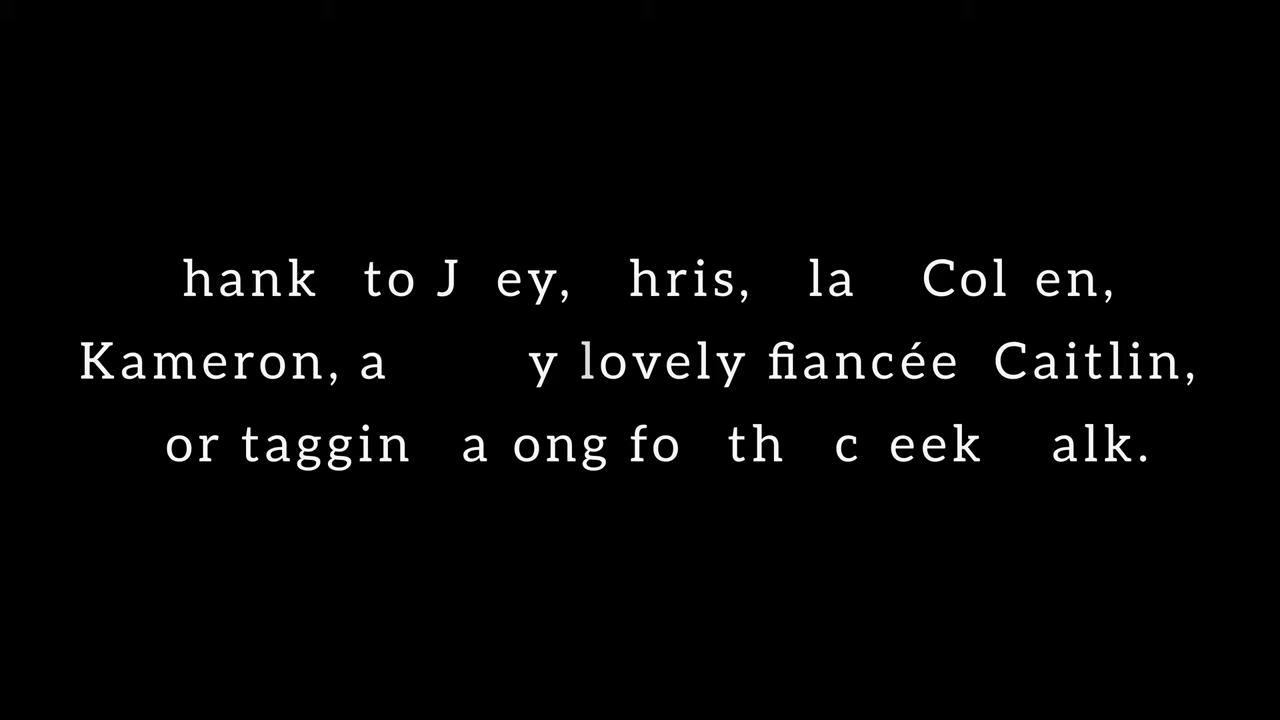 hank to J ey, hris, la Col en,
Kameron, a y lovely fiancée Caitlin,
or taggin a ong fo th c eek alk.